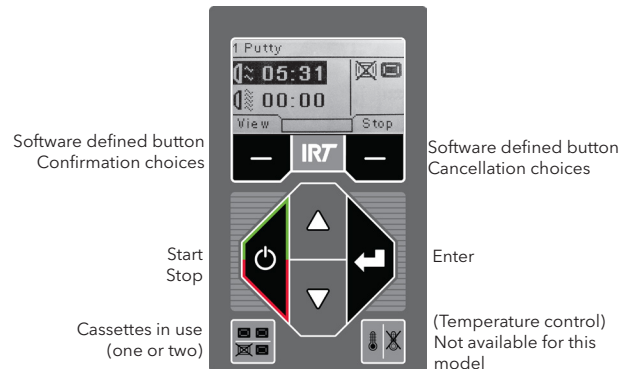 1 Putty
05:31
00:00
View Stop
Software defined button
Confirmation choices
IRT
Software defined button
Cancellation choices
Start
Stop
Enter
Cassettes in use
(one or two)
(Temperature control)
Not available for this
model